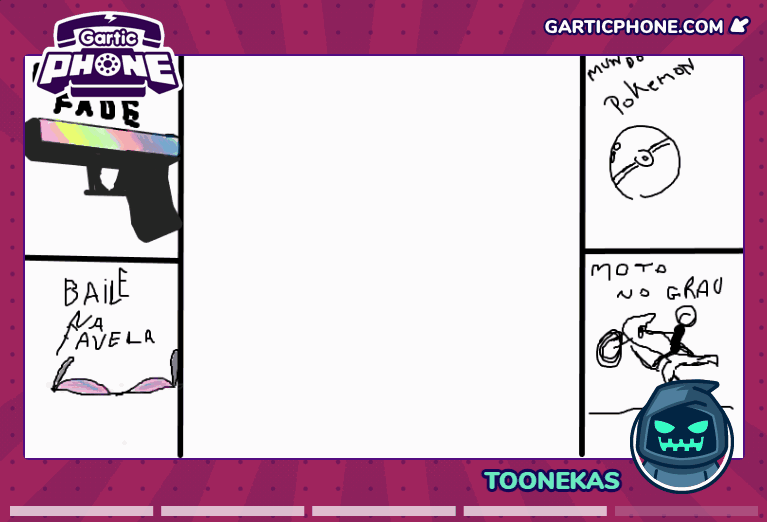 Gartic
PHONE
GARTICPHONE.COM
FADE
MUNDO
POKEMON
BAILE
NA
FAVELA
MOTO
NO GRAU
TOONEKAS